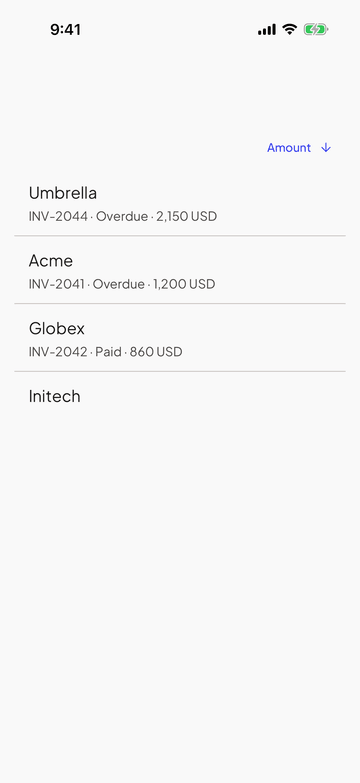 9:41
Amount ↓
Umbrella
INV-2044 · Overdue · 2,150 USD
Acme
INV-2041 · Overdue · 1,200 USD
Globex
INV-2042 · Paid · 860 USD
Initech